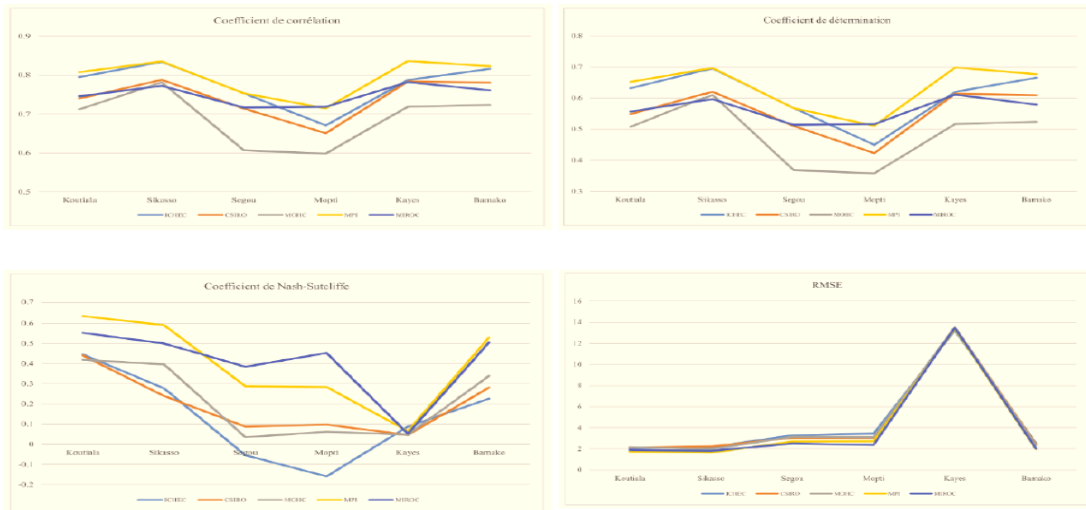 Coefficient de corrélation
0.9
0.8
0.7
0.6
0.5
Koutiala Sikasso Segou Mopti Kayes Bamako
ICHEC CSIRO MOHC MPI MIROC
Coefficient de détermination
0.8
0.7
0.6
0.5
0.4
0.3
Koutiala Sikasso Segou Mopti Kayes Bamako
ICHEC CSIRO MOHC MPI MIROC
Coefficient de Nash-Sutcliffe
0.7
0.6
0.5
0.4
0.3
0.2
0.1
0
-0.1
-0.2
Koutiala Sikasso Segou Mopti Kayes Bamako
ICHEC CSIRO MOHC MPI MIROC
RMSE
16
14
12
10
8
6
4
2
0
Koutiala Sikasso Segou Mopti Kayes Bamako
ICHEC CSIRO MOHC MPI MIROC